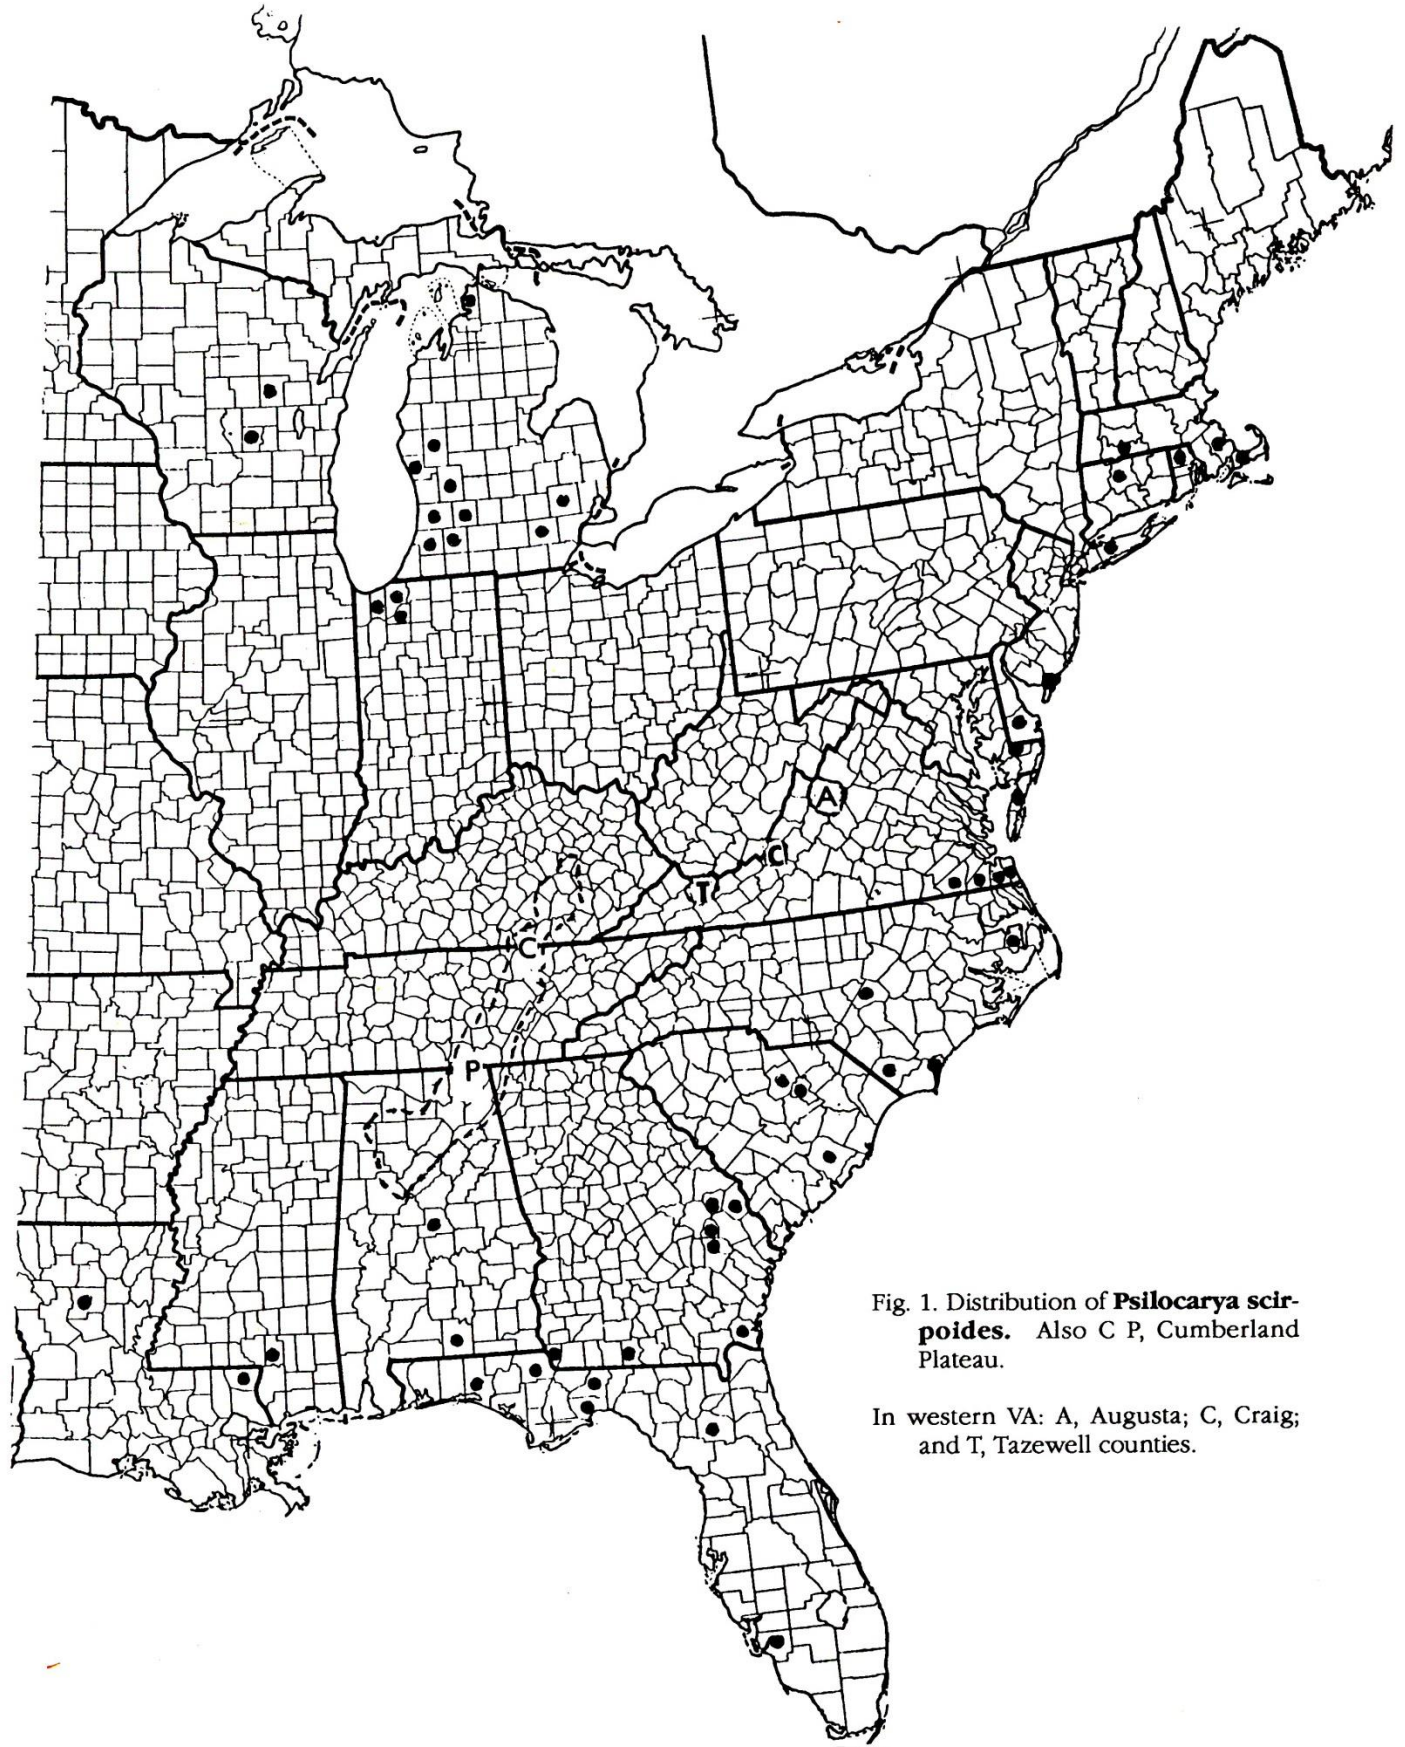 A
C
T
C
P
Fig. 1. Distribution of Psilocarya scir-
poides. Also C P, Cumberland
Plateau.
In western VA: A, Augusta; C, Craig;
and T, Tazewell counties.